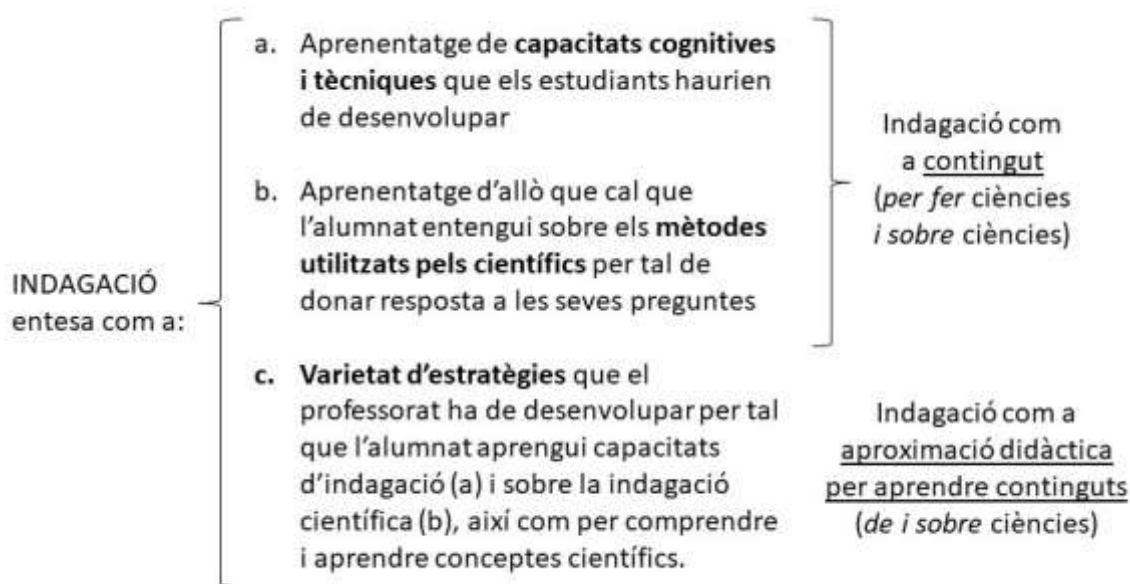 INDAGACIÓ
entesa com a:
a. Aprenentatge de capacitats cognitives
i tècniques que els estudiants haurien
de desenvolupar
b. Aprenentatge d'allò que cal que
l'alumnat entengui sobre els mètodes
utilitzats pels científics per tal de
donar resposta a les seves preguntes
Indagació com
a contingut
(per fer ciències
i sobre ciències)
c. Varietat d'estratègies que el
professorat ha de desenvolupar per tal
que l'alumnat aprengui capacitats
d'indagació (a) i sobre la indagació
científica (b), així com per comprendre
i aprendre conceptes científics.
Indagació com a
aproximació didàctica
per aprendre continguts
(de i sobre ciències)